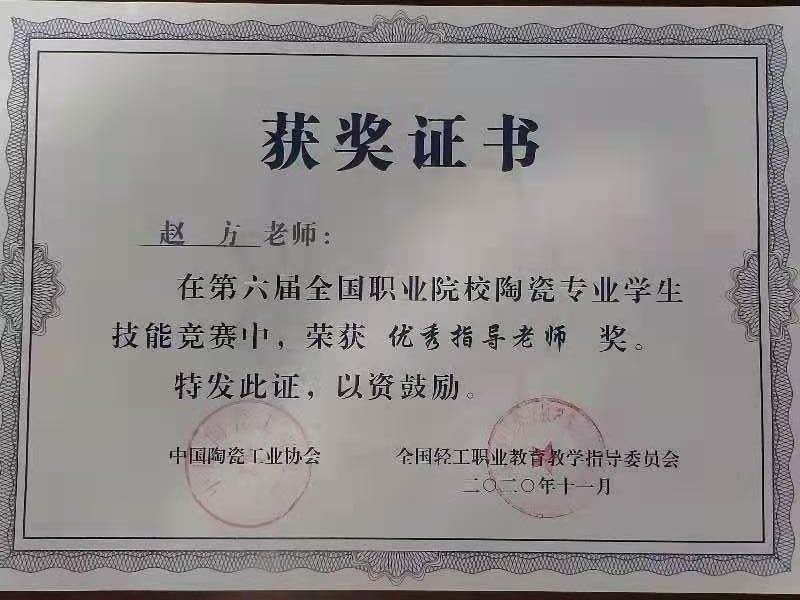 获奖证书
赵 方 老师：
在第六届全国职业院校陶瓷专业学生
技能竞赛中，荣获 优秀指导老师 奖。
特发此证，以资鼓励。
中国陶瓷工业协会 全国轻工职业教育教学指导委员会
二〇二〇年十一月